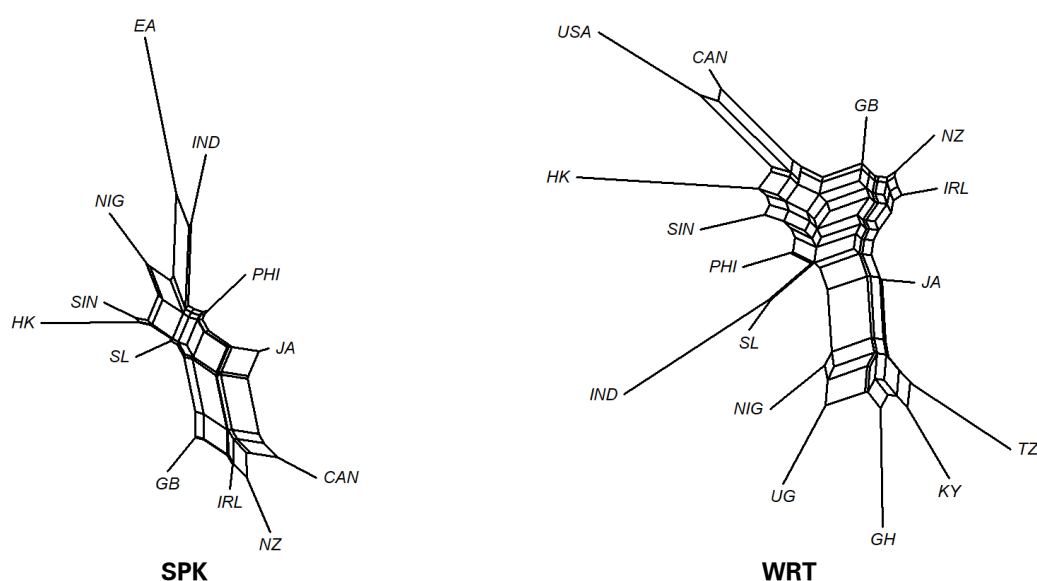 EA
IND
NIG
PHI
SIN
HK
SL
JA
GB
IRL
CAN
NZ
SPK
USA
CAN
GB
NZ
HK
IRL
SIN
PHI
JA
SL
IND
NIG
TZ
UG
KY
GH
WRT